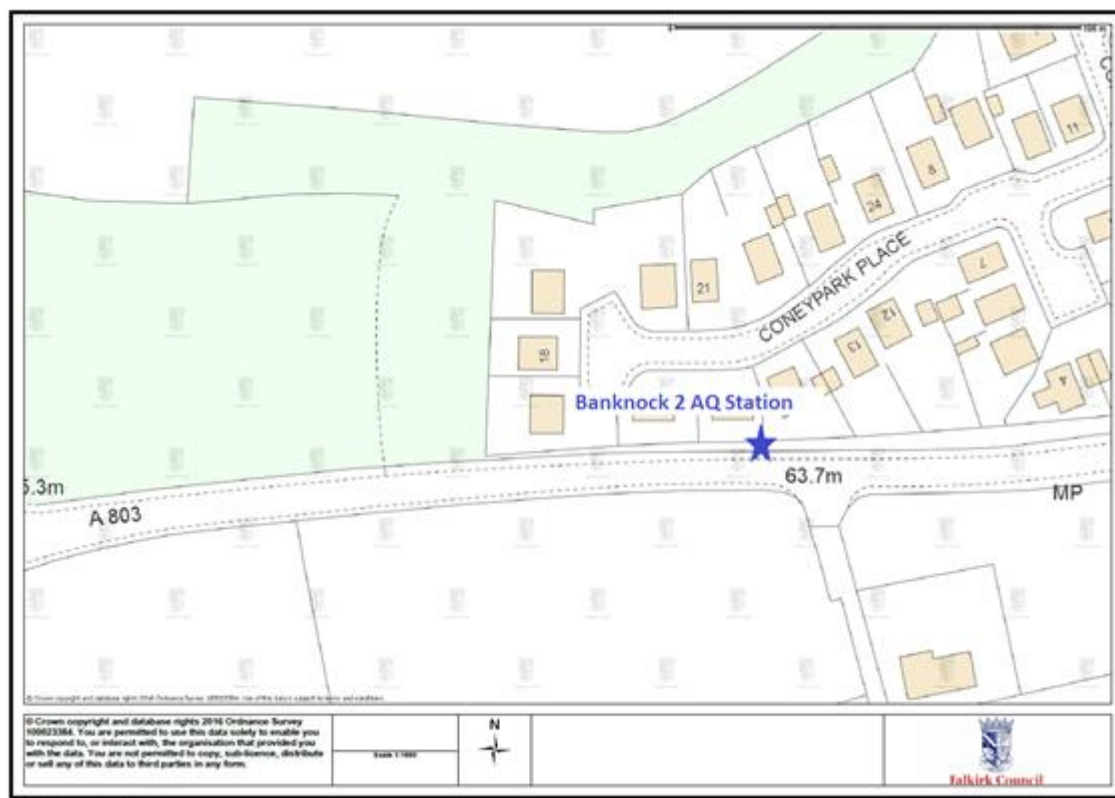 100 m
11
8
24
CONEYPARK PLACE
7
21
12
13
18
4
Banknock 2 AQ Station
63.7m
5.3m
MP
A 803
© Crown copyright and database rights 2016 Ordnance Survey
100023384. You are permitted to use this data solely to enable you
to respond to, or interact with, the organisation that provided you
with the data. You are not permitted to copy, sub-licence, distribute
or sell any of this data to third parties in any form.
N
Falkirk Council